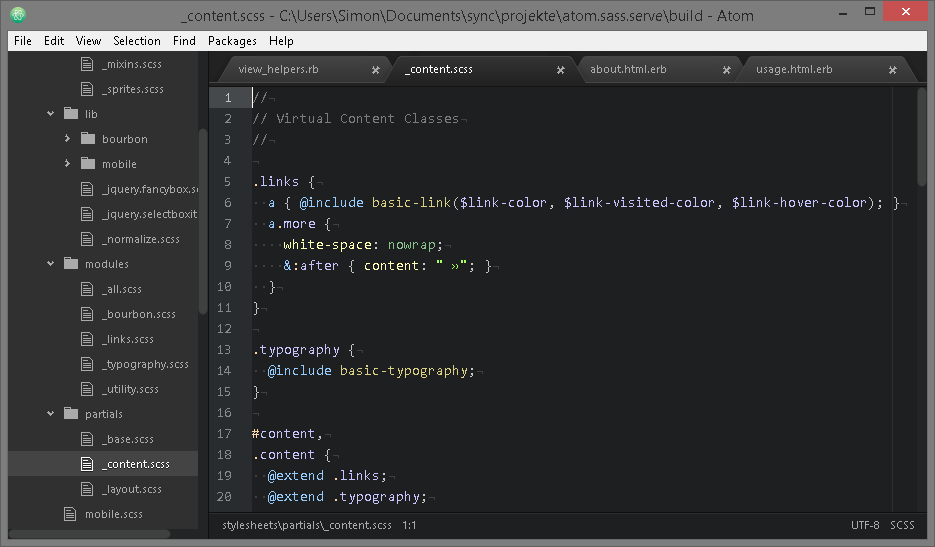 _content.scss - C:\Users\Simon\Documents\sync\projekte\atom.sass.serve\build - Atom
File Edit View Selection Find Packages Help
_mixins.scss
_sprites.scss
lib
bourbon
mobile
_jquery.fancybox.s
_jquery.selectboxit
_normalize.scss
modules
_all.scss
_bourbon.scss
_links.scss
_typography.scss
_utility.scss
partials
_base.scss
_content.scss
_layout.scss
mobile.scss
view_helpers.rb
_content.scss
about.html.erb
usage.html.erb
1 //¬
2 // Virtual Content Classes¬
3 //¬
4 ¬
5 .links {¬
6 ··a { @include basic-link($link-color, $link-visited-color, $link-hover-color); }¬
7 ··a.more {¬
8 ····white-space: nowrap;¬
9 ····&:after { content: " »"; }¬
10 ··}¬
11 }¬
12 ¬
13 .typography {¬
14 ··@include basic-typography;¬
15 }¬
16 ¬
17 #content,¬
18 .content {¬
19 ··@extend .links;¬
20 ··@extend .typography;¬
stylesheets\partials\_content.scss 1:1
UTF-8 SCSS